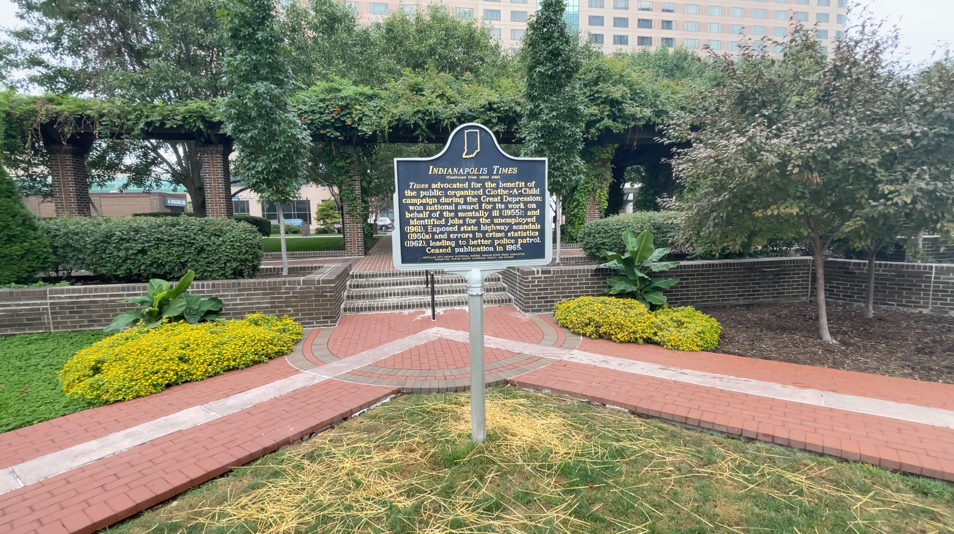 INDIANAPOLIS TIMES
Times advocated for the benefit of
the public; organized Clothe-A-Child
campaign during the Great Depression;
won national award for its work on
behalf of the mentally ill (1955); and
identified jobs for the unemployed
(1961). Exposed state highway scandals
(1950s) and errors in crime statistics
(1962), leading to better police patrol.
Ceased publication in 1965.